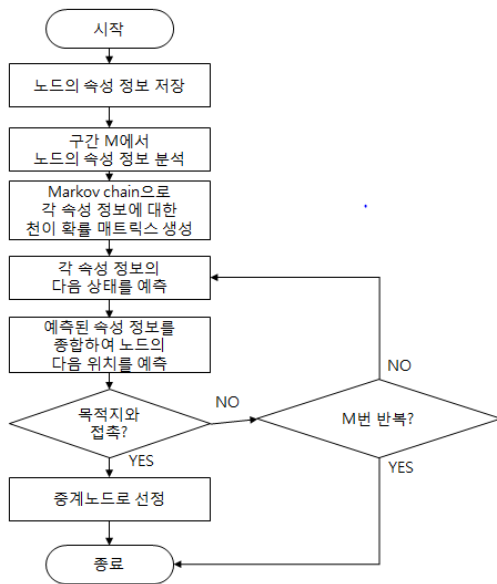 시작
노드의 속성 정보 저장
구간 M에서
노드의 속성 정보 분석
Markov chain으로
각 속성 정보에 대한
천이 확률 매트릭스 생성
각 속성 정보의
다음 상태를 예측
예측된 속성 정보를
종합하여 노드의
다음 위치를 예측
NO
목적지와
접촉?
NO
M번 반복?
YES
YES
중계노드로 선정
종료